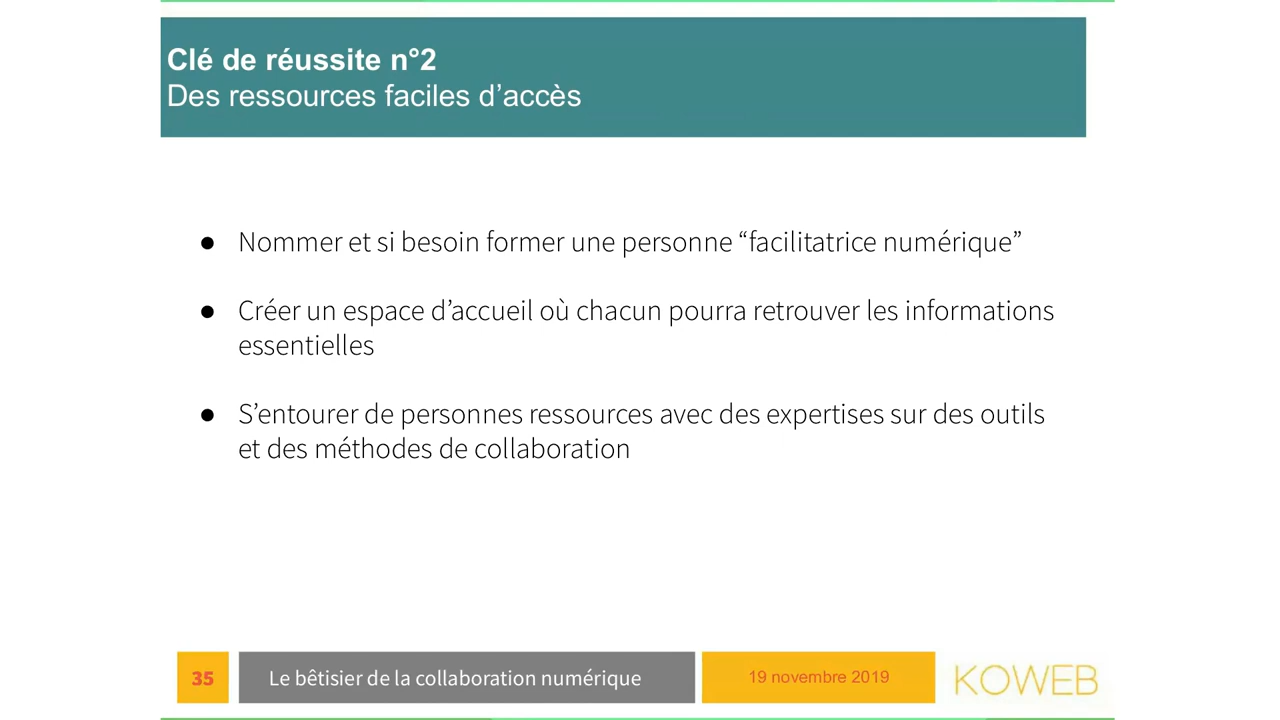 Clé de réussite n°2
Des ressources faciles d’accès
● Nommer et si besoin former une personne “facilitatrice numérique”
● Créer un espace d’accueil où chacun pourra retrouver les informations
essentielles
● S’entourer de personnes ressources avec des expertises sur des outils
et des méthodes de collaboration
35
Le bêtisier de la collaboration numérique
19 novembre 2019
KOWEB